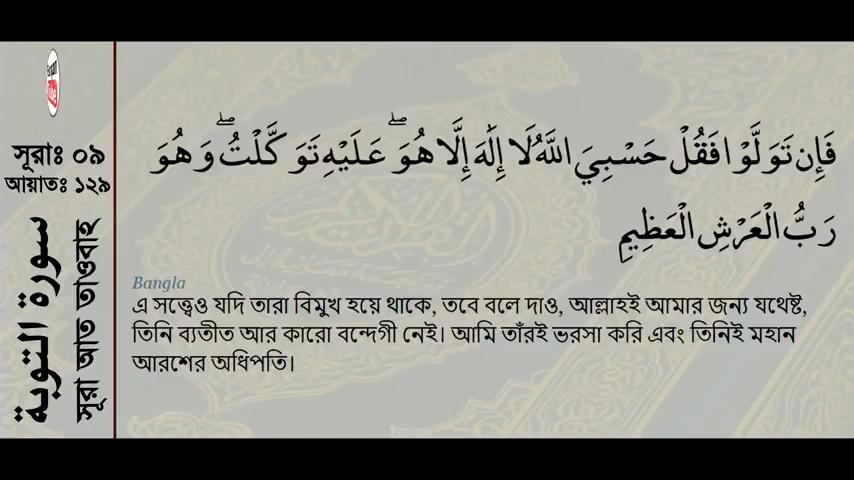 সূরাঃ ০৯
আয়াতঃ ১২৯
سورة التوبة
সূরা আত তাওবাহ
فَإِن تَوَلَّوْا فَقُلْ حَسْبِيَ اللَّهُ لَا إِلَٰهَ إِلَّا هُوَ ۖ عَلَيْهِ تَوَكَّلْتُ ۖ وَهُوَ
رَبُّ الْعَرْشِ الْعَظِيمِ
Bangla
এ সত্ত্বেও যদি তারা বিমুখ হয়ে থাকে, তবে বলে দাও, আল্লাহই আমার জন্য যথেষ্ট,
তিনি ব্যতীত আর কারো বন্দেগী নেই। আমি তাঁরই ভরসা করি এবং তিনিই মহান
আরশের অধিপতি।